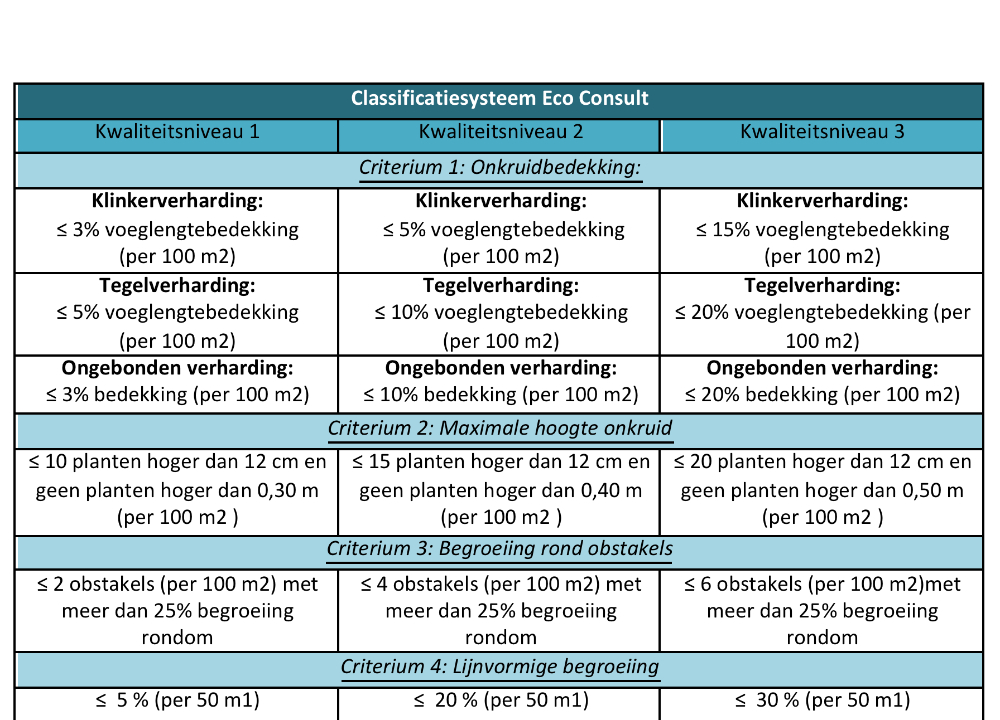 Classificatiesysteem Eco Consult
Kwaliteitsniveau 1
Kwaliteitsniveau 2
Kwaliteitsniveau 3
Criterium 1: Onkruidbedekking:
Klinkerverharding:
≤ 3% voeglengtebedekking
(per 100 m2)
Klinkerverharding:
≤ 5% voeglengtebedekking
(per 100 m2)
Klinkerverharding:
≤ 15% voeglengtebedekking
(per 100 m2)
Tegelverharding:
≤ 5% voeglengtebedekking
(per 100 m2)
Tegelverharding:
≤ 10% voeglengtebedekking
(per 100 m2)
Tegelverharding:
≤ 20% voeglengtebedekking (per
100 m2)
Ongebonden verharding:
≤ 3% bedekking (per 100 m2)
Ongebonden verharding:
≤ 10% bedekking (per 100 m2)
Ongebonden verharding:
≤ 20% bedekking (per 100 m2)
Criterium 2: Maximale hoogte onkruid
≤ 10 planten hoger dan 12 cm en
geen planten hoger dan 0,30 m
(per 100 m2 )
≤ 15 planten hoger dan 12 cm en
geen planten hoger dan 0,40 m
(per 100 m2 )
≤ 20 planten hoger dan 12 cm en
geen planten hoger dan 0,50 m
(per 100 m2 )
Criterium 3: Begroeiing rond obstakels
≤ 2 obstakels (per 100 m2) met
meer dan 25% begroeiing
rondom
≤ 4 obstakels (per 100 m2) met
meer dan 25% begroeiing
rondom
≤ 6 obstakels (per 100 m2)met
meer dan 25% begroeiing
rondom
Criterium 4: Lijnvormige begroeiing
≤  5 % (per 50 m1)
≤  20 % (per 50 m1)
≤  30 % (per 50 m1)